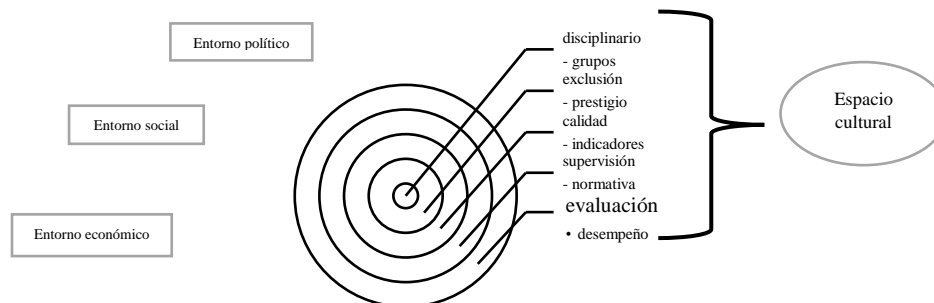 Entorno político
Entorno social
Entorno económico
disciplinario
- grupos
exclusión
- prestigio
calidad
- indicadores
supervisión
- normativa
evaluación
• desempeño
Espacio
cultural